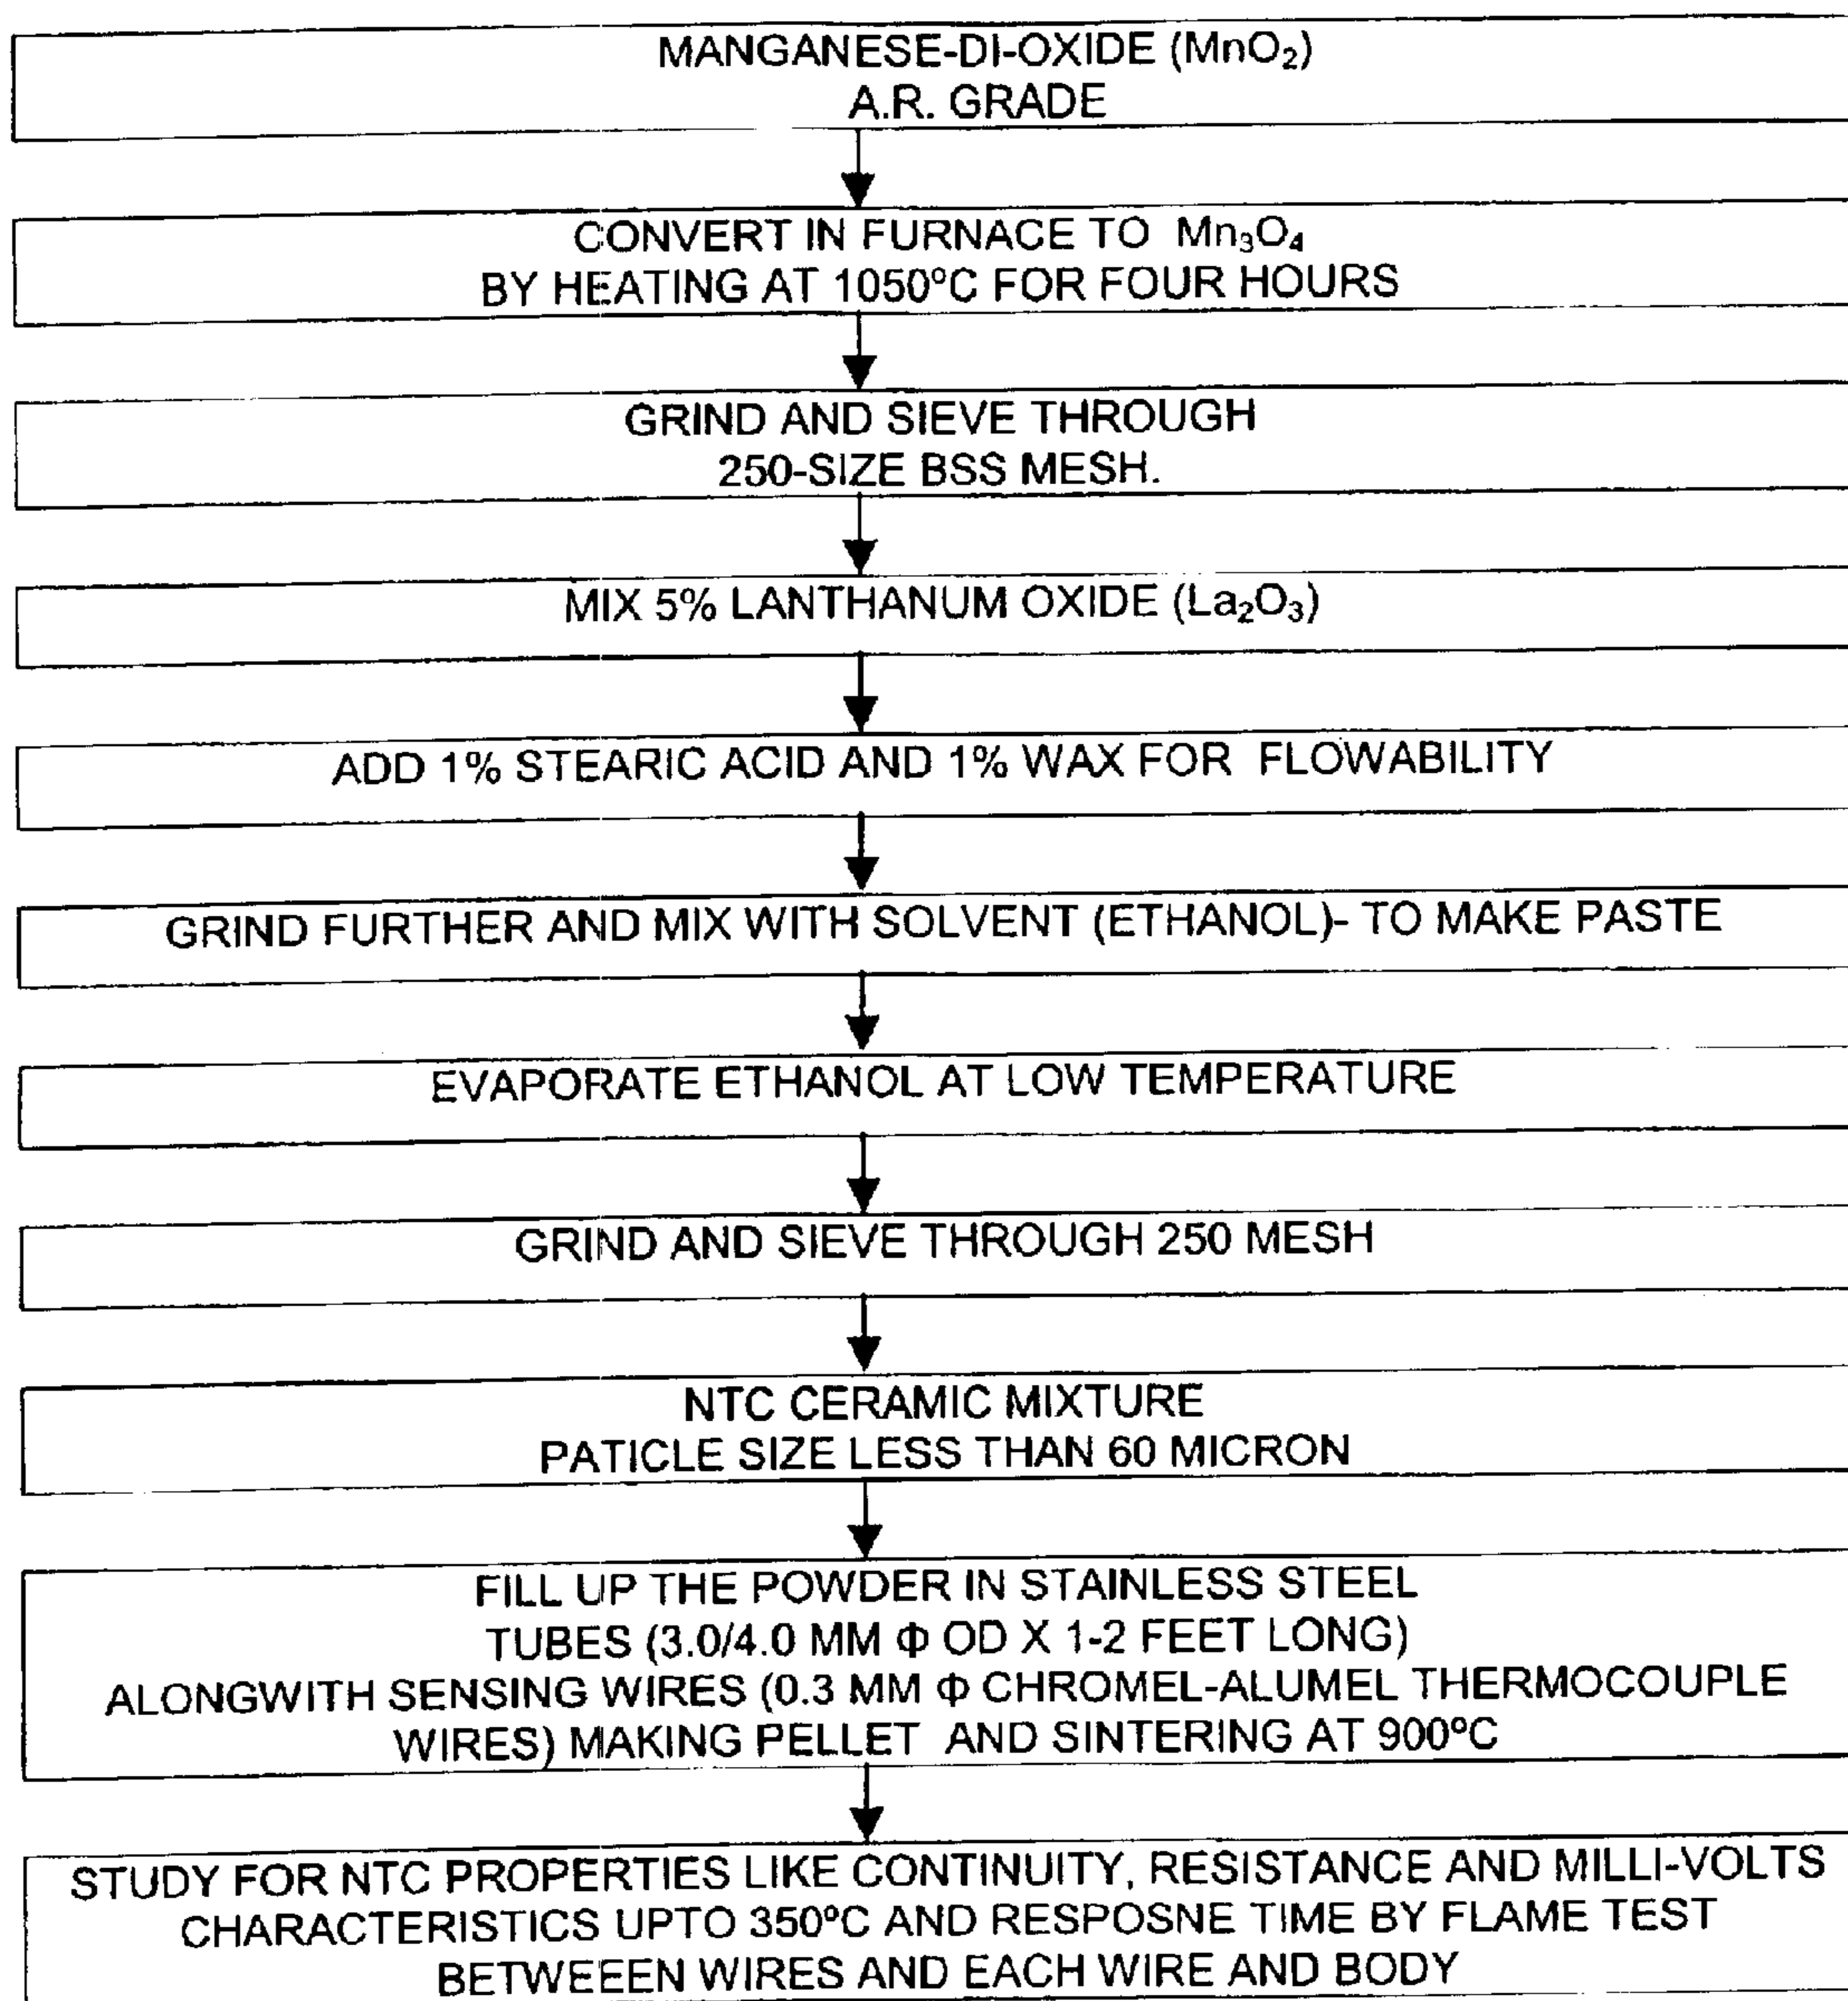 MANGANESE-DI-OXIDE (MnO₂)
A.R. GRADE
CONVERT IN FURNACE TO Mn₃O₄
BY HEATING AT 1050ºC FOR FOUR HOURS
GRIND AND SIEVE THROUGH
250-SIZE BSS MESH.
MIX 5% LANTHANUM OXIDE (La₂O₃)
ADD 1% STEARIC ACID AND 1% WAX FOR FLOWABILITY
GRIND FURTHER AND MIX WITH SOLVENT (ETHANOL)- TO MAKE PASTE
EVAPORATE ETHANOL AT LOW TEMPERATURE
GRIND AND SIEVE THROUGH 250 MESH
NTC CERAMIC MIXTURE
PATICLE SIZE LESS THAN 60 MICRON
FILL UP THE POWDER IN STAINLESS STEEL
TUBES (3.0/4.0 MM Φ OD X 1-2 FEET LONG)
ALONGWITH SENSING WIRES (0.3 MM Φ CHROMEL-ALUMEL THERMOCOUPLE
WIRES) MAKING PELLET AND SINTERING AT 900ºC
STUDY FOR NTC PROPERTIES LIKE CONTINUITY, RESISTANCE AND MILLI-VOLTS
CHARACTERISTICS UPTO 350ºC AND RESPOSNE TIME BY FLAME TEST
BETWEEEN WIRES AND EACH WIRE AND BODY